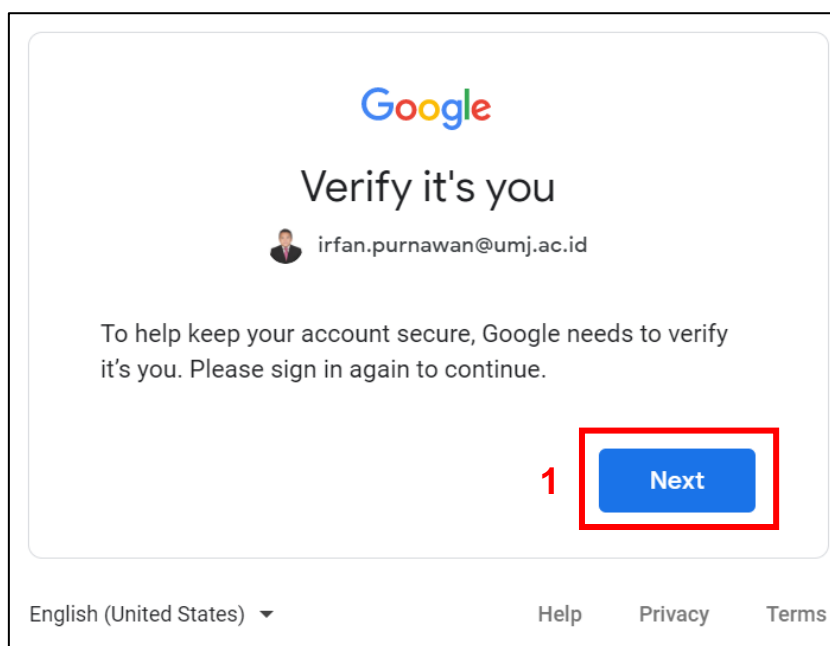 Google
Verify it's you
irfan.purnawan@umj.ac.id
To help keep your account secure, Google needs to verify
it’s you. Please sign in again to continue.
1 Next
English (United States) Help Privacy Terms